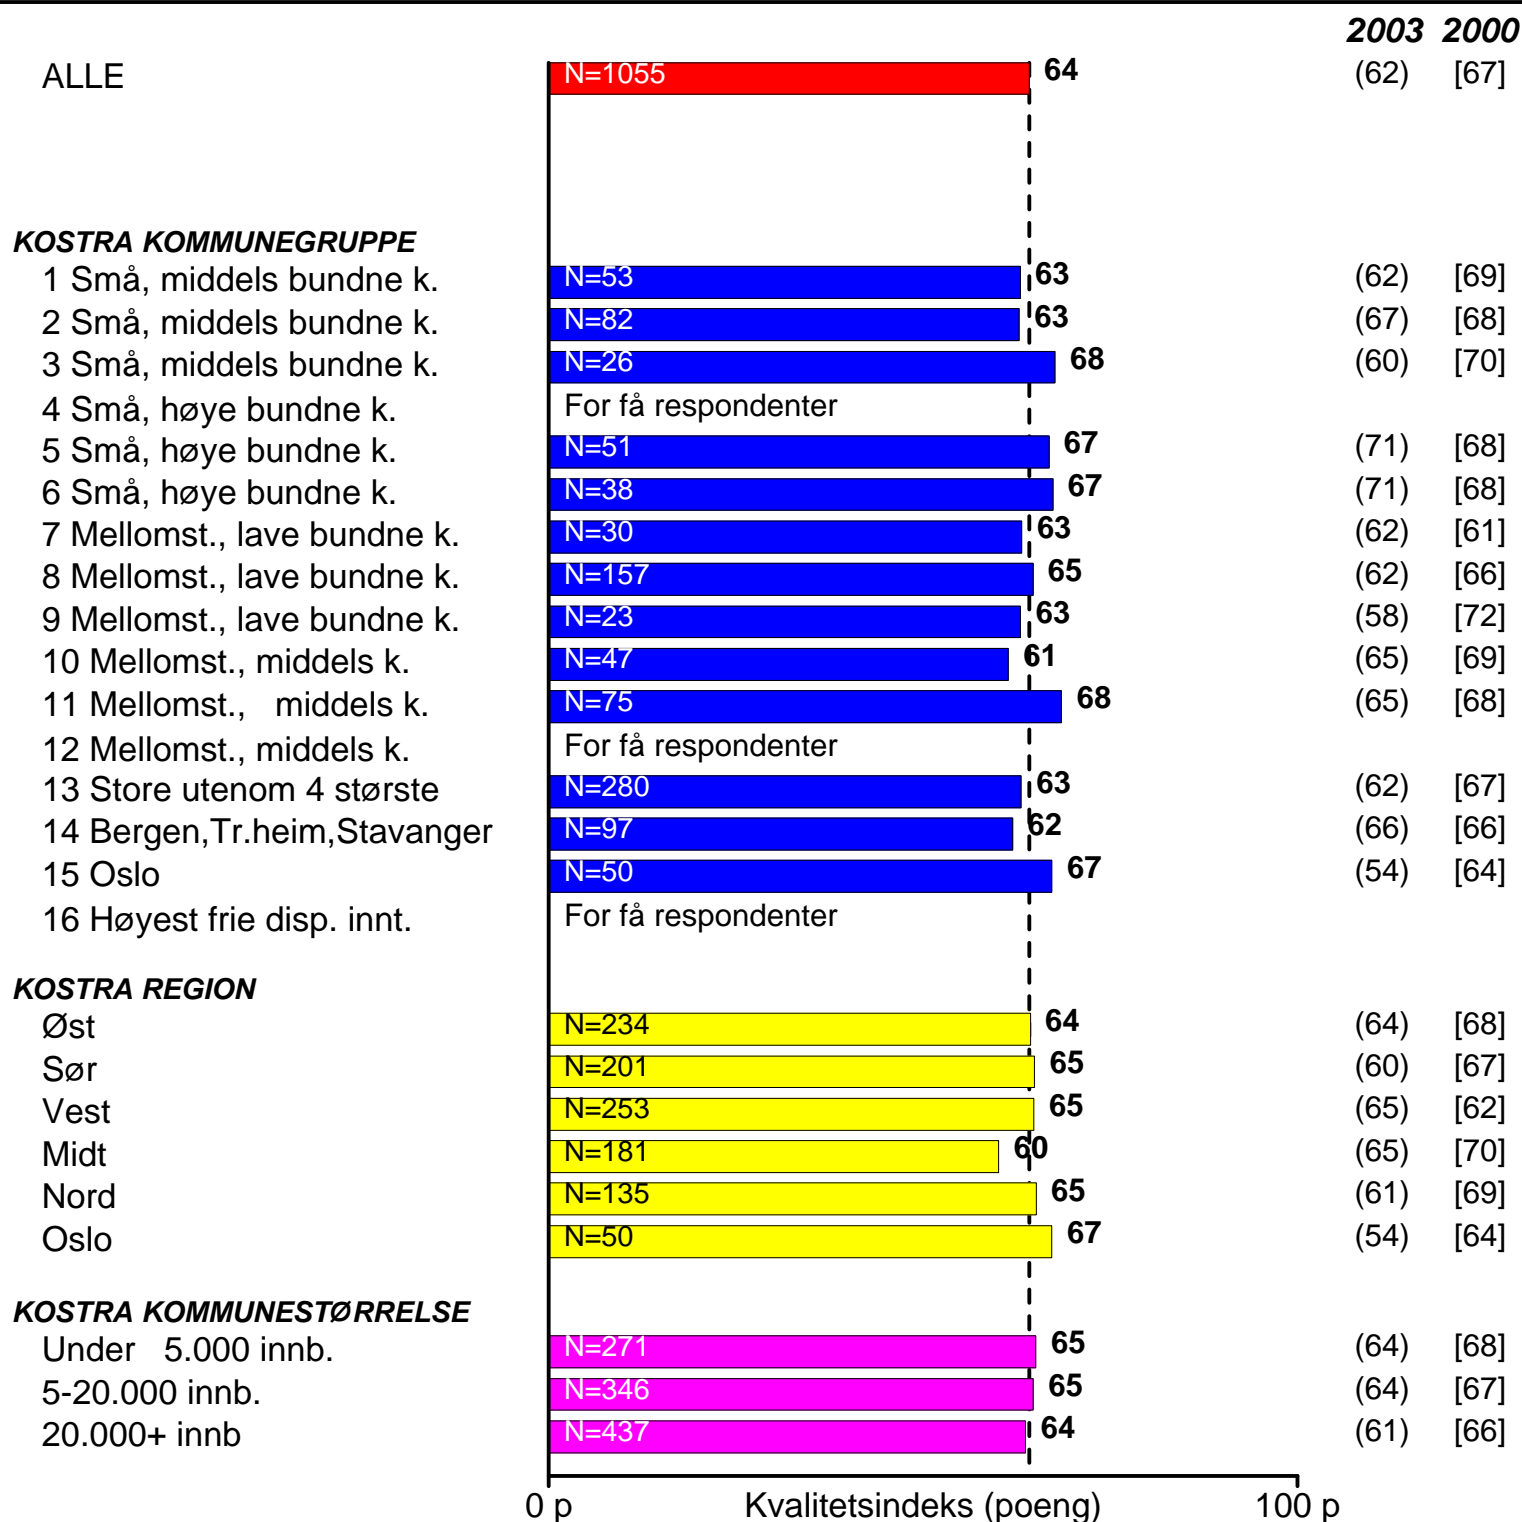 2003 2000
ALLE N=1055 64 (62) [67]
KOSTRA KOMMUNEGRUPPE
1 Små, middels bundne k. N=53 63 (62) [69]
2 Små, middels bundne k. N=82 63 (67) [68]
3 Små, middels bundne k. N=26 68 (60) [70]
4 Små, høye bundne k. For få respondenter
5 Små, høye bundne k. N=51 67 (71) [68]
6 Små, høye bundne k. N=38 67 (71) [68]
7 Mellomst., lave bundne k. N=30 63 (62) [61]
8 Mellomst., lave bundne k. N=157 65 (62) [66]
9 Mellomst., lave bundne k. N=23 63 (58) [72]
10 Mellomst., middels k. N=47 61 (65) [69]
11 Mellomst., middels k. N=75 68 (65) [68]
12 Mellomst., middels k. For få respondenter
13 Store utenom 4 største N=280 63 (62) [67]
14 Bergen,Tr.heim,Stavanger N=97 62 (66) [66]
15 Oslo N=50 67 (54) [64]
16 Høyest frie disp. innt. For få respondenter
KOSTRA REGION
Øst N=234 64 (64) [68]
Sør N=201 65 (60) [67]
Vest N=253 65 (65) [62]
Midt N=181 60 (65) [70]
Nord N=135 65 (61) [69]
Oslo N=50 67 (54) [64]
KOSTRA KOMMUNESTØRRELSE
Under 5.000 innb. N=271 65 (64) [68]
5-20.000 innb. N=346 65 (64) [67]
20.000+ innb N=437 64 (61) [66]
0 p Kvalitetsindeks (poeng) 100 p